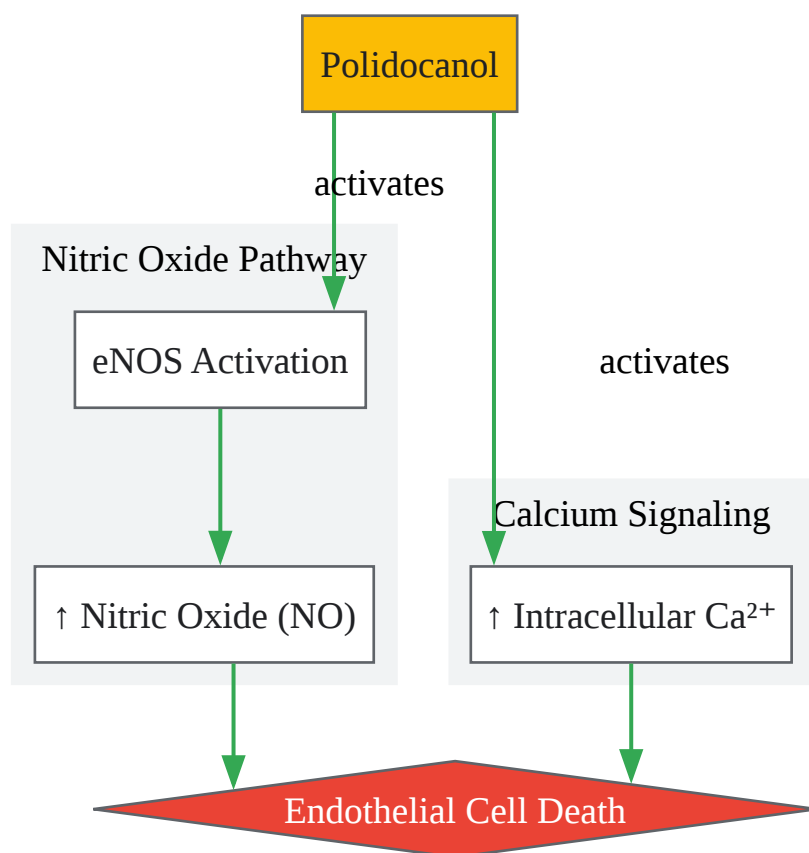 Polidocanol
activates
Nitric Oxide Pathway
eNOS Activation
activates
Calcium Signaling
↑ Nitric Oxide (NO)
↑ Intracellular Ca²⁺
Endothelial Cell Death